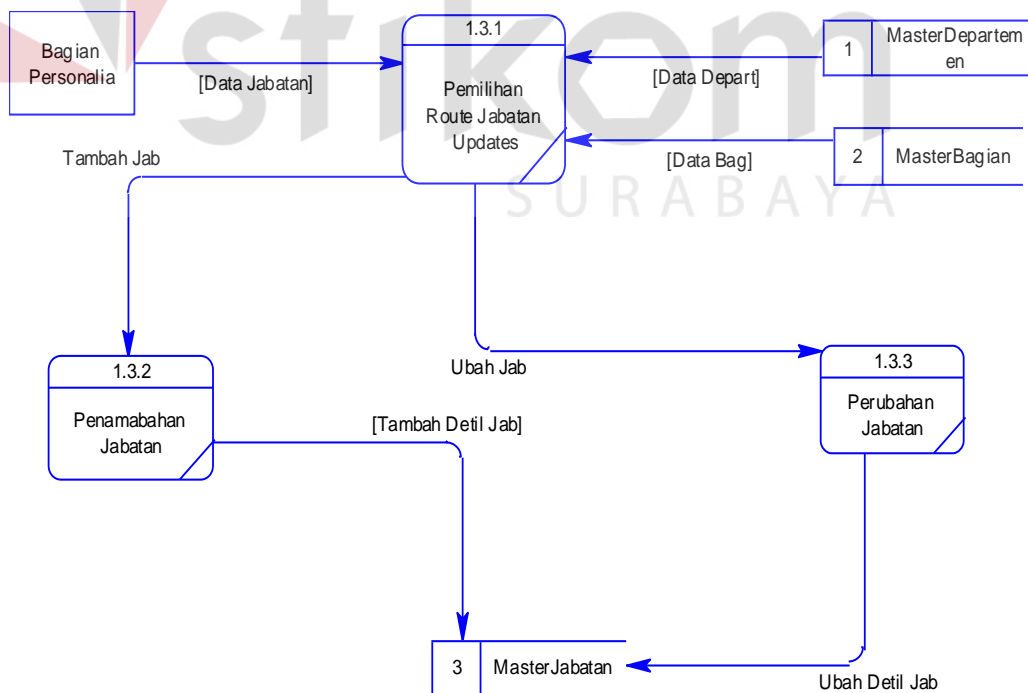 stikom
SURABAYA
Bagian
Personalia
[Data Jabatan]
1.3.1
Pemilihan
Route Jabatan
Updates
[Data Depart]
1
MasterDepartem
en
[Data Bag]
2
MasterBagian
Tambah Jab
Ubah Jab
1.3.2
Penamabahan
Jabatan
[Tambah Detil Jab]
1.3.3
Perubahan
Jabatan
3
MasterJabatan
Ubah Detil Jab